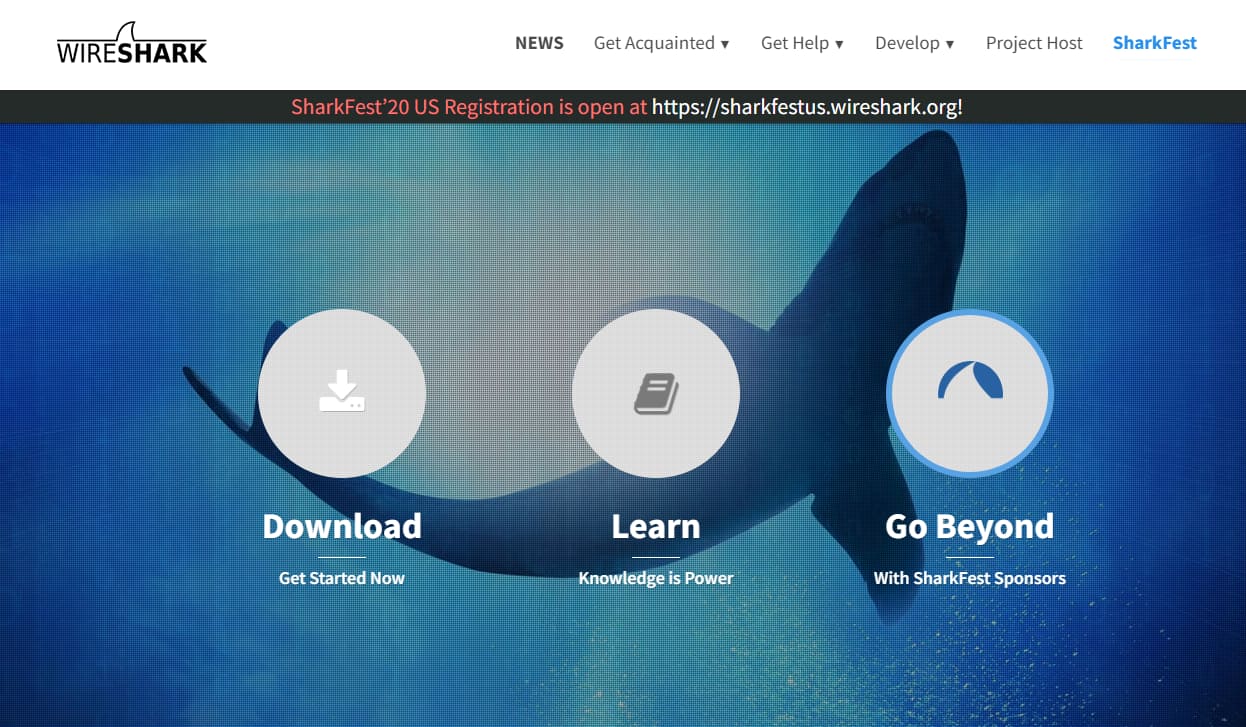 WIRESHARK
NEWS Get Acquainted ▾ Get Help ▾ Develop ▾ Project Host SharkFest
SharkFest’20 US Registration is open at https://sharkfestus.wireshark.org!
Download Learn Go Beyond
Get Started Now Knowledge is Power With SharkFest Sponsors